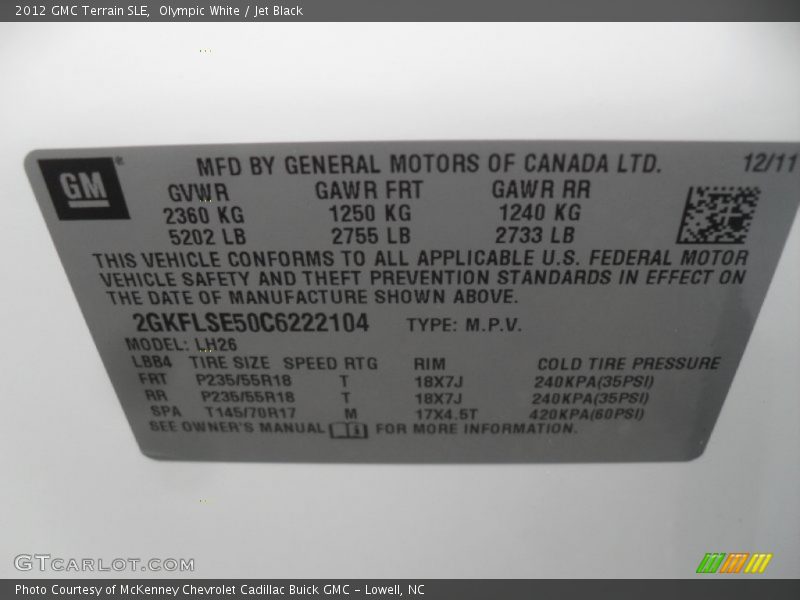 2012 GMC Terrain SLE,  Olympic White / Jet Black
MFD BY GENERAL MOTORS OF CANADA LTD. 12/11
GM®
GVWR GAWR FRT GAWR RR
2360 KG 1250 KG 1240 KG
5202 LB 2755 LB 2733 LB
THIS VEHICLE CONFORMS TO ALL APPLICABLE U.S. FEDERAL MOTOR
VEHICLE SAFETY AND THEFT PREVENTION STANDARDS IN EFFECT ON
THE DATE OF MANUFACTURE SHOWN ABOVE.
2GKFLSE50C6222104 TYPE: M.P.V.
MODEL: LH26
LBB4 TIRE SIZE SPEED RTG RIM COLD TIRE PRESSURE
FRT P235/55R18 T 18X7J 240KPA(35PSI)
RR P235/55R18 T 18X7J 240KPA(35PSI)
SPA T145/70R17 M 17X4.5T 420KPA(60PSI)
SEE OWNER'S MANUAL FOR MORE INFORMATION.
GTCARLOT.COM
Photo Courtesy of McKenney Chevrolet Cadillac Buick GMC - Lowell, NC